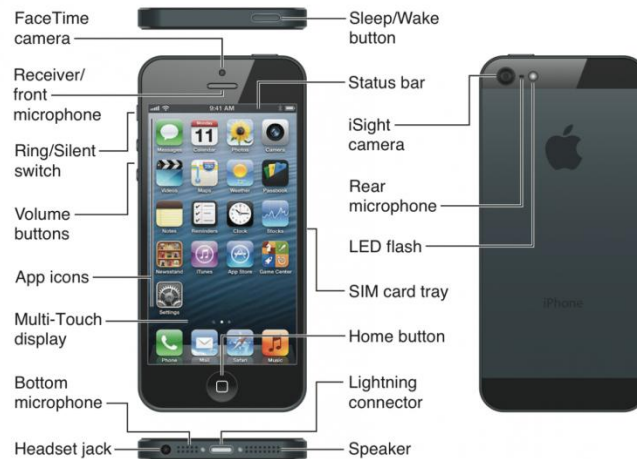 FaceTime
camera
Sleep/Wake
button
Receiver/
front
microphone
9:41 AM
Status bar
Ring/Silent
switch
iSight
camera
Volume
buttons
Rear
microphone
App icons
LED flash
Multi-Touch
display
SIM card tray
Home button
Bottom
microphone
Lightning
connector
Headset jack
Speaker
Monday
11
Messages Calendar Photos Camera
Videos Maps Weather Passbook
Notes Reminders Clock Stocks
Newsstand iTunes App Store Game Center
Settings
Phone Mail Safari Music
iPhone